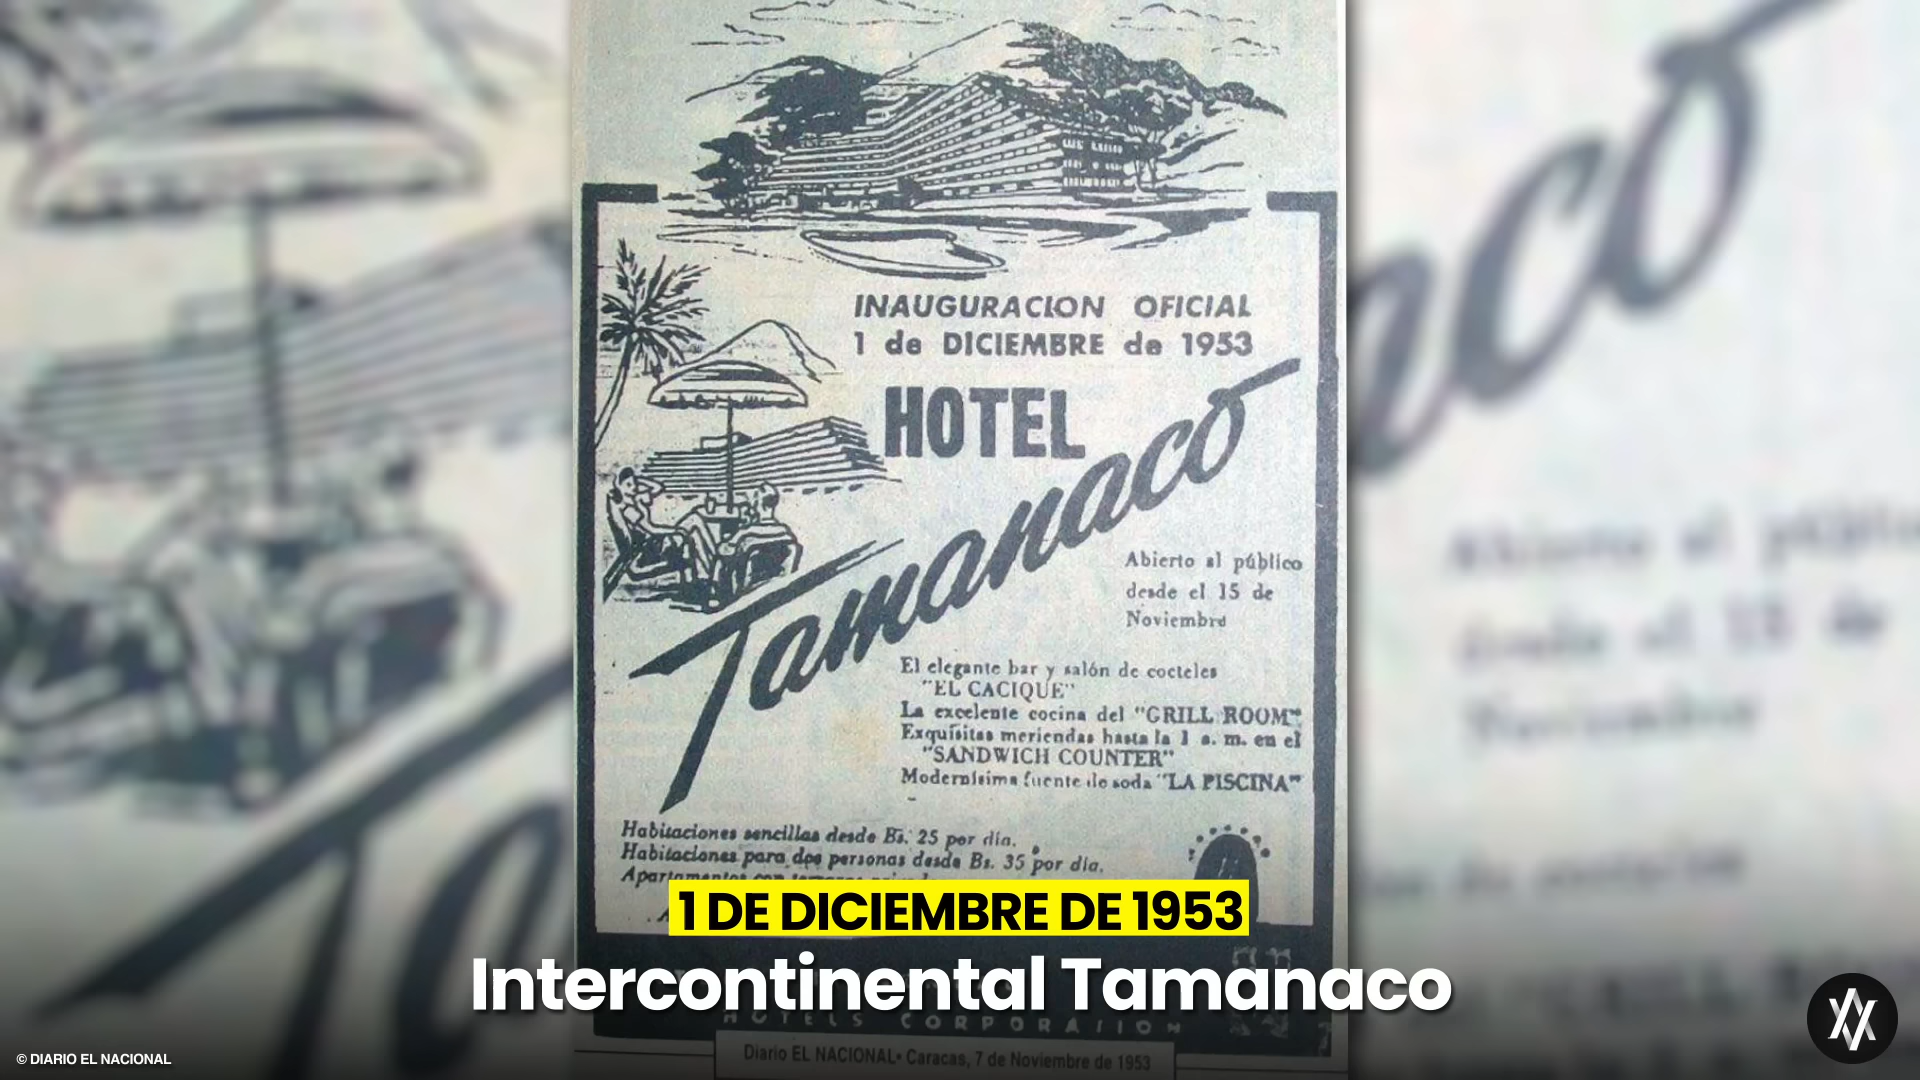 INAUGURACION OFICIAL
1 de DICIEMBRE de 1953
HOTEL
Tamanaco
Abierto al público
desde el 15 de
Noviembre
El elegante bar y salón de cocteles
"EL CACIQUE"
La excelente cocina del "GRILL ROOM"
Exquisitas meriendas hasta la 1 a. m. en el
"SANDWICH COUNTER"
Modernísima fuente de soda "LA PISCINA"
Habitaciones sencillas desde Bs. 25 por día.
Habitaciones para dos personas desde Bs. 35 por día.
Apartamentos con
1 DE DICIEMBRE DE 1953
Intercontinental Tamanaco
HOTELS CORPORATION
Diario EL NACIONAL• Caracas, 7 de Noviembre de 1953
© DIARIO EL NACIONAL